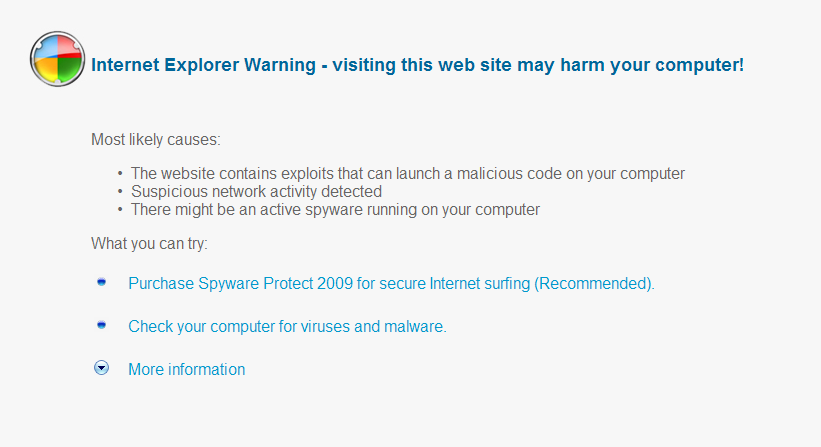 Internet Explorer Warning - visiting this web site may harm your computer!
Most likely causes:
• The website contains exploits that can launch a malicious code on your computer
• Suspicious network activity detected
• There might be an active spyware running on your computer
What you can try:
Purchase Spyware Protect 2009 for secure Internet surfing (Recommended).
Check your computer for viruses and malware.
More information